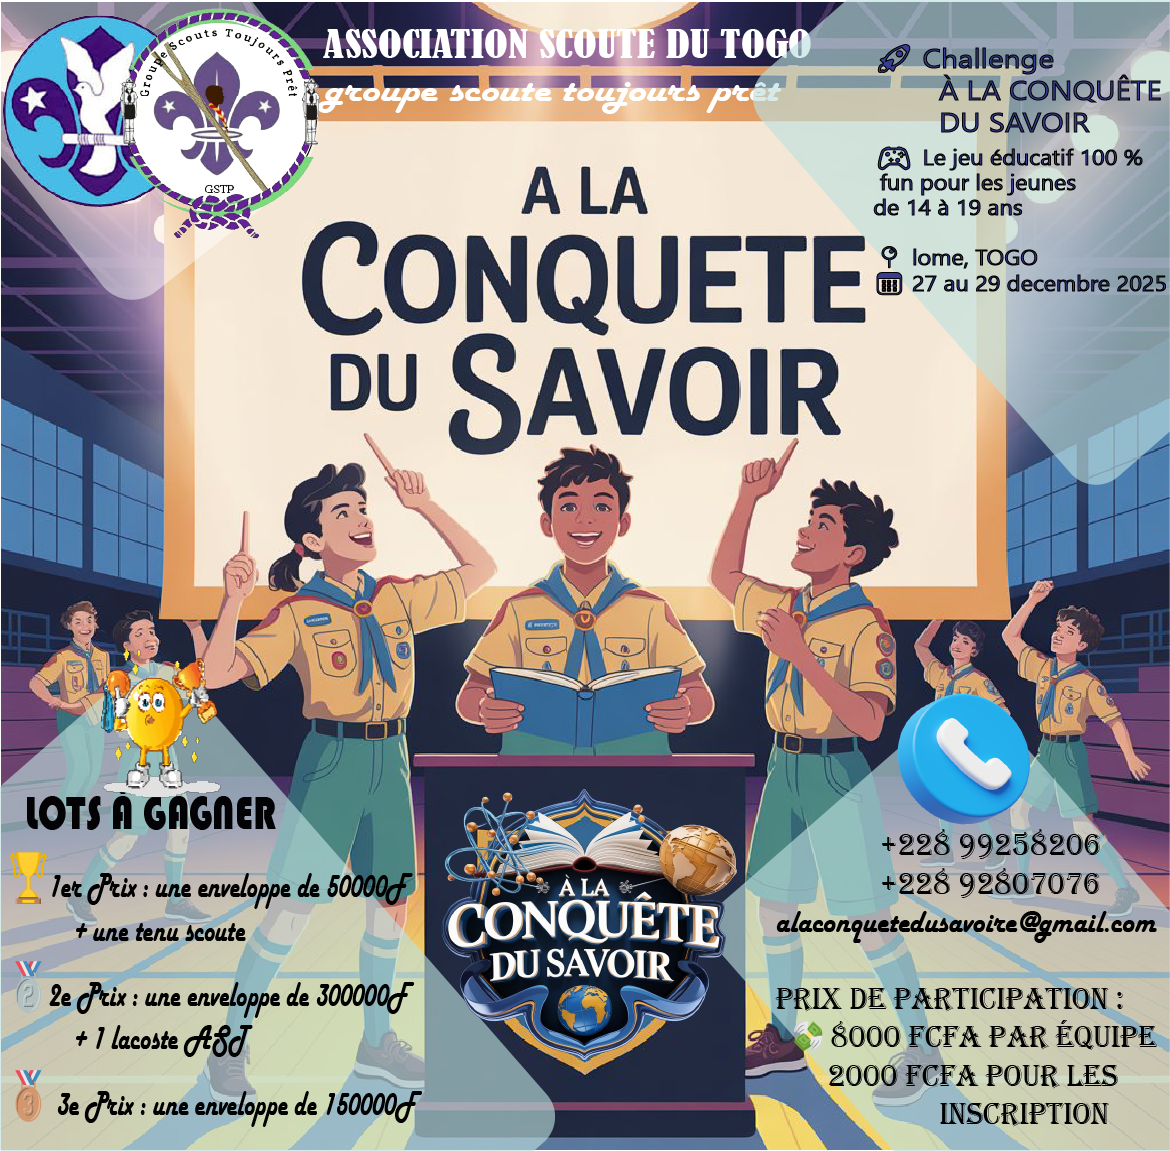 ASSOCIATION SCOUTE DU TOGO
groupe scoute toujours prêt
Groupe Scouts Toujours Prêt
GSTP
Challenge
À LA CONQUÊTE
DU SAVOIR
Le jeu éducatif 100 %
fun pour les jeunes
de 14 à 19 ans
lome, TOGO
27 au 29 decembre 2025
A LA
CONQUETE
DU SAVOIR
LOTS À GAGNER
1er Prix : une enveloppe de 50000F
+ une tenu scoute
2
2e Prix : une enveloppe de 300000F
+ 1 lacoste AST
3
3e Prix : une enveloppe de 150000F
À LA
CONQUÊTE
DU SAVOIR
+228 99258206
+228 92807076
alaconquetedusavoire@gmail.com
PRIX DE PARTICIPATION :
8000 FCFA PAR ÉQUIPE
2000 FCFA POUR LES
INSCRIPTION